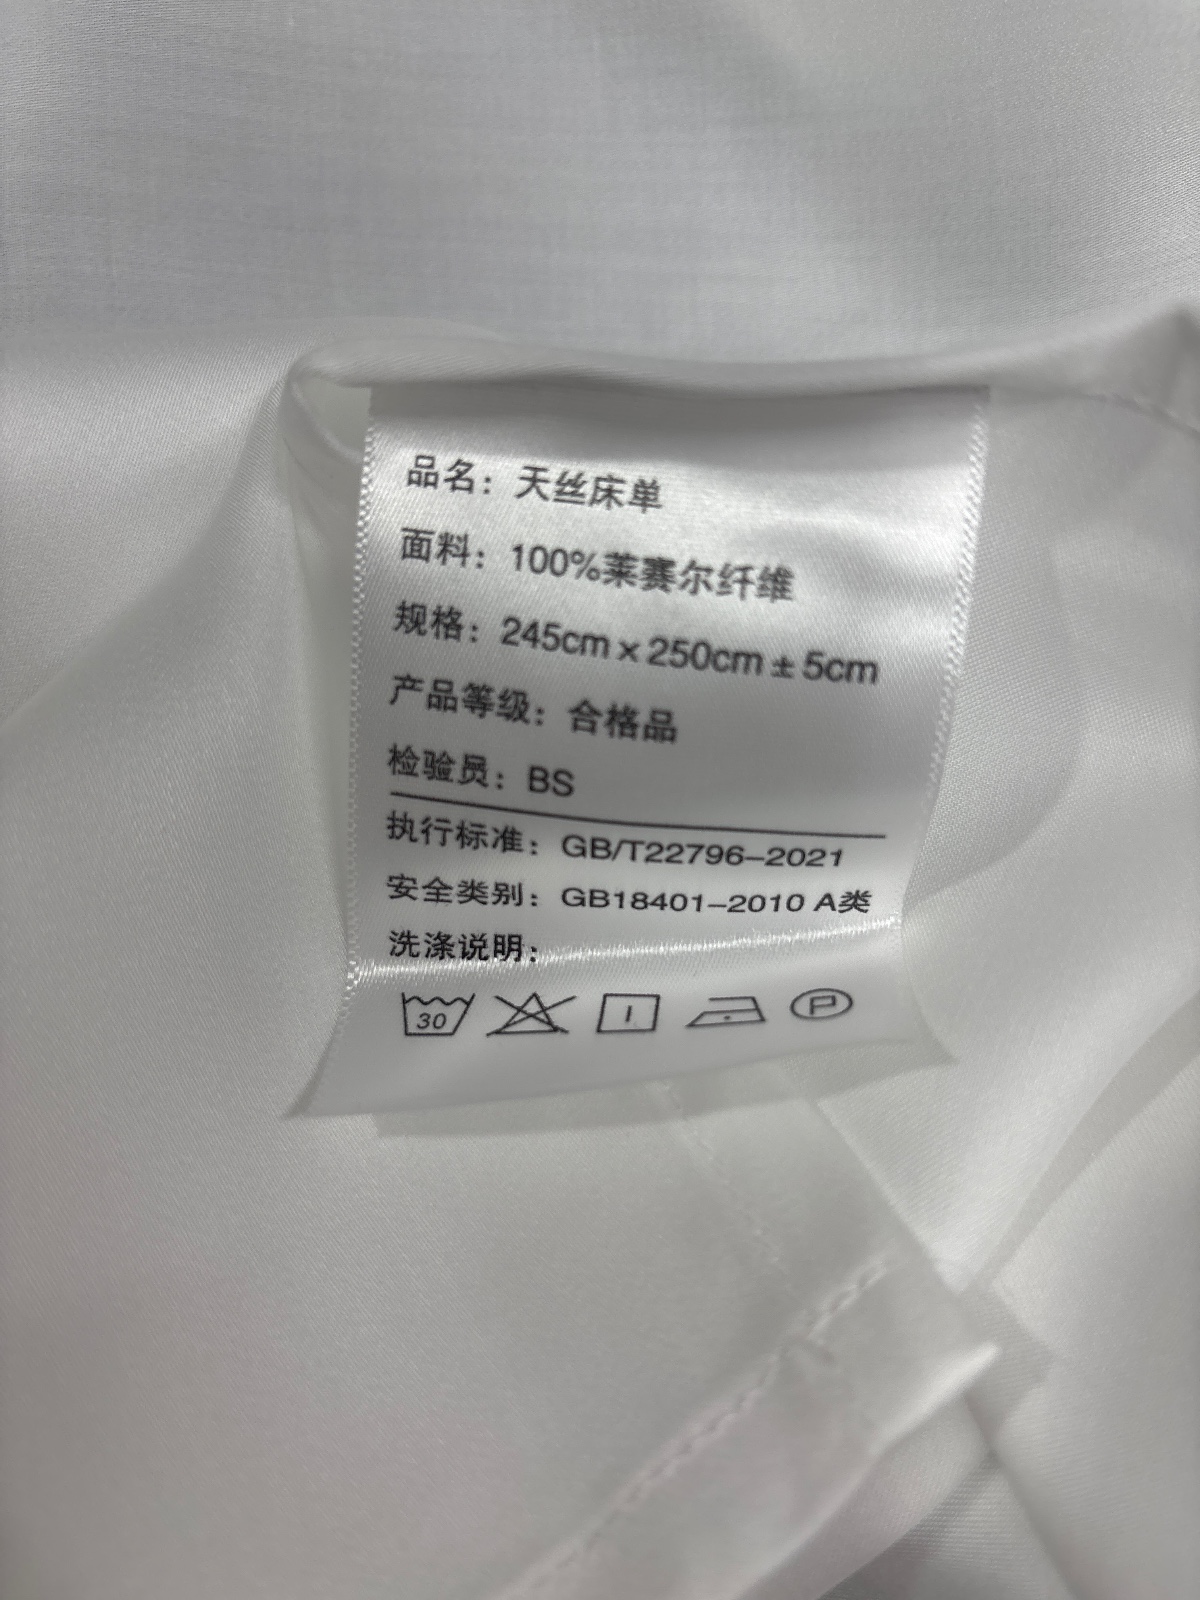 品名：天丝床单
面料：100%莱赛尔纤维
规格：245cm×250cm±5cm
产品等级：合格品
检验员：BS
执行标准：GB/T22796-2021
安全类别：GB18401-2010 A类
洗涤说明：
30 P